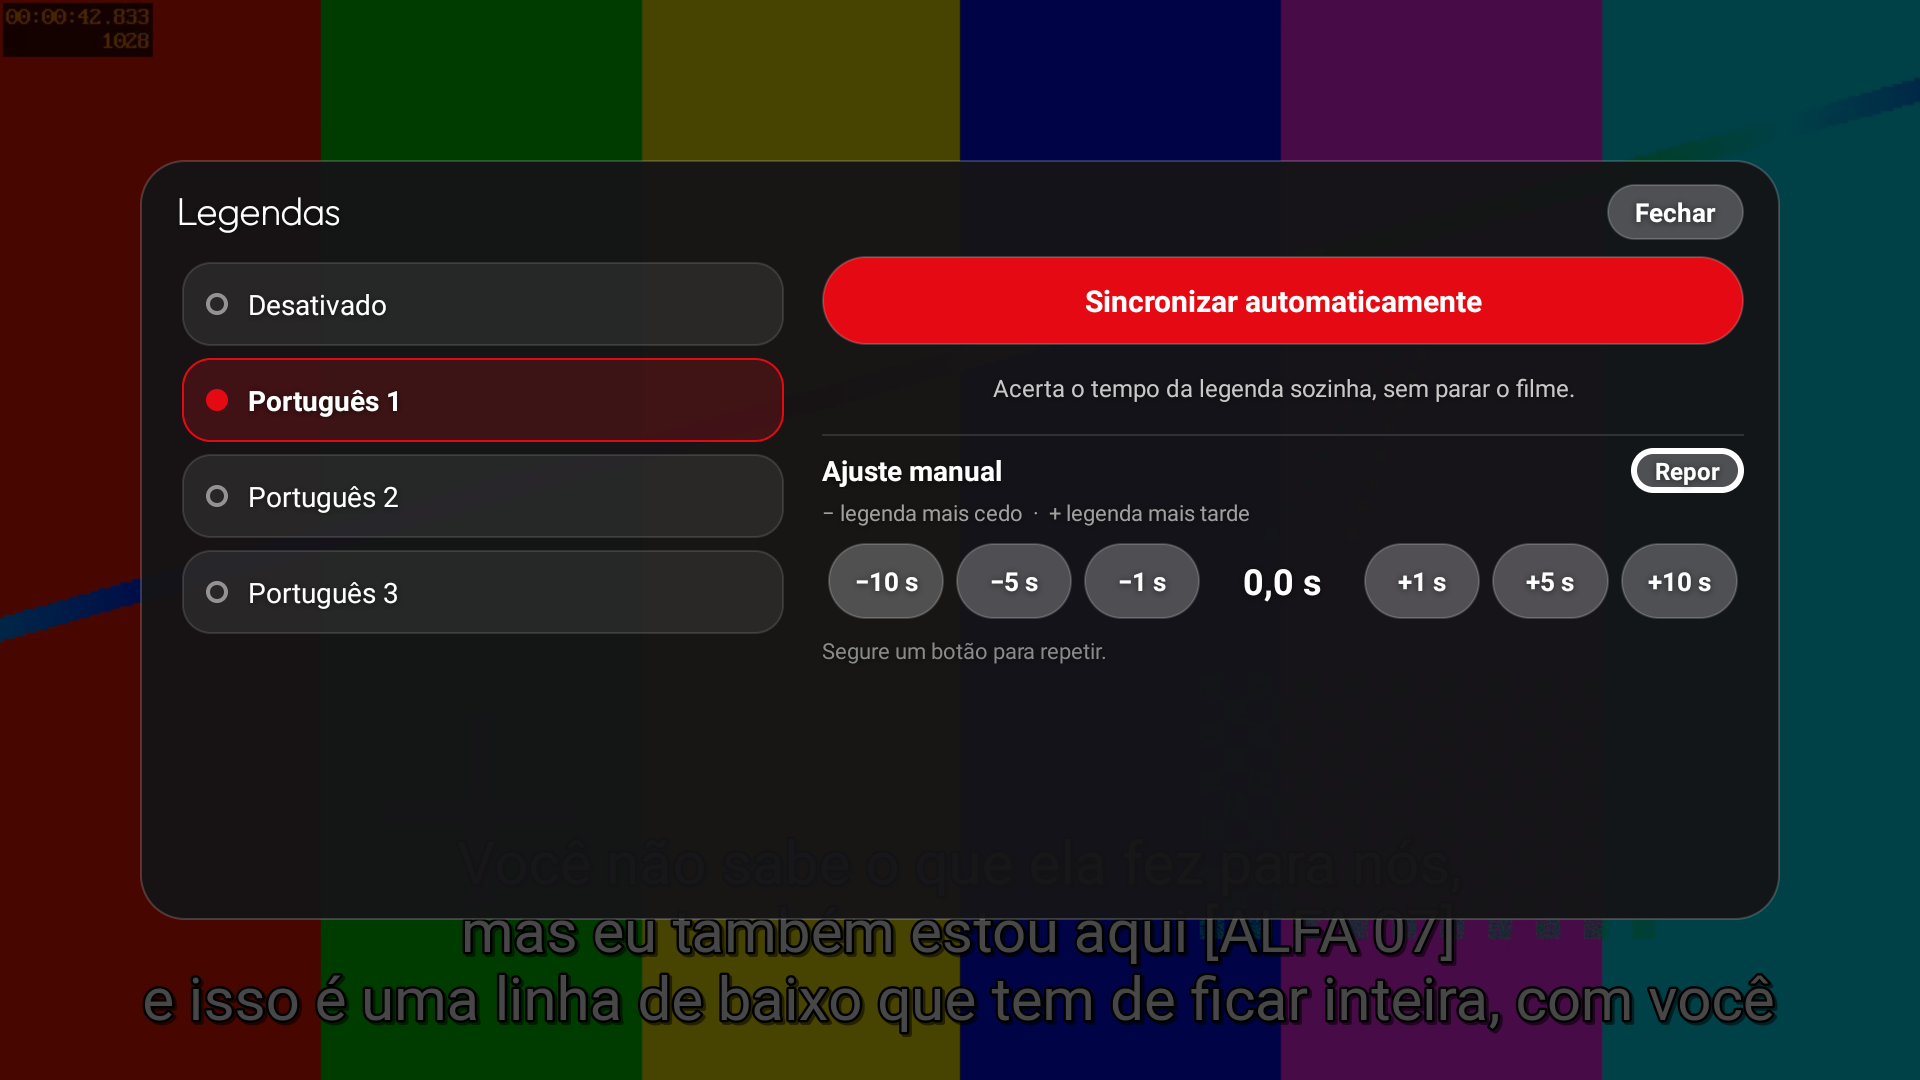 00:00:42.833
1028
Legendas
Fechar
Desativado
Português 1
Português 2
Português 3
Sincronizar automaticamente
Acerta o tempo da legenda sozinha, sem parar o filme.
Ajuste manual
Repor
− legenda mais cedo · + legenda mais tarde
−10 s
−5 s
−1 s
0,0 s
+1 s
+5 s
+10 s
Segure um botão para repetir.
Você não sabe o que ela fez para nós,
mas eu também estou aqui [ALFA 07]
e isso é uma linha de baixo que tem de ficar inteira, com você